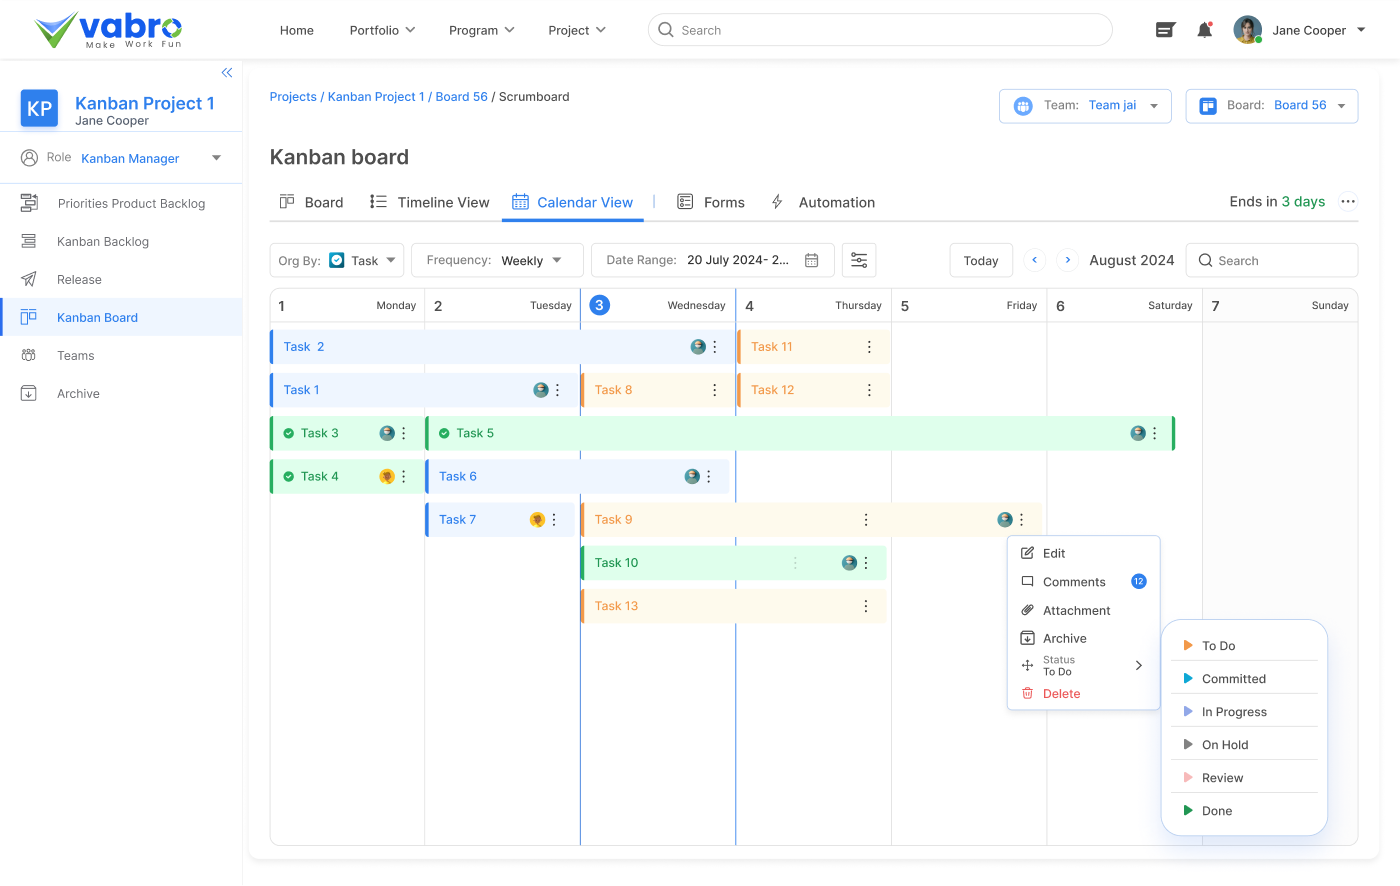 vabro
Make Work Fun
Home
Portfolio
Program
Project
Search
Jane Cooper
KP
Kanban Project 1
Jane Cooper
Role Kanban Manager
Priorities Product Backlog
Kanban Backlog
Release
Kanban Board
Teams
Archive
Projects / Kanban Project 1 / Board 56 / Scrumboard
Team: Team jai
Board: Board 56
Kanban board
Board
Timeline View
Calendar View
Forms
Automation
Ends in 3 days
Org By: Task
Frequency: Weekly
Date Range: 20 July 2024- 2...
Today
August 2024
Search
1 Monday
2 Tuesday
3 Wednesday
4 Thursday
5 Friday
6 Saturday
7 Sunday
Task 2
Task 11
Task 1
Task 8
Task 12
Task 3
Task 5
Task 4
Task 6
Task 7
Task 9
Task 10
Task 13
Edit
Comments 12
Attachment
Archive
Status
To Do
Delete
To Do
Committed
In Progress
On Hold
Review
Done